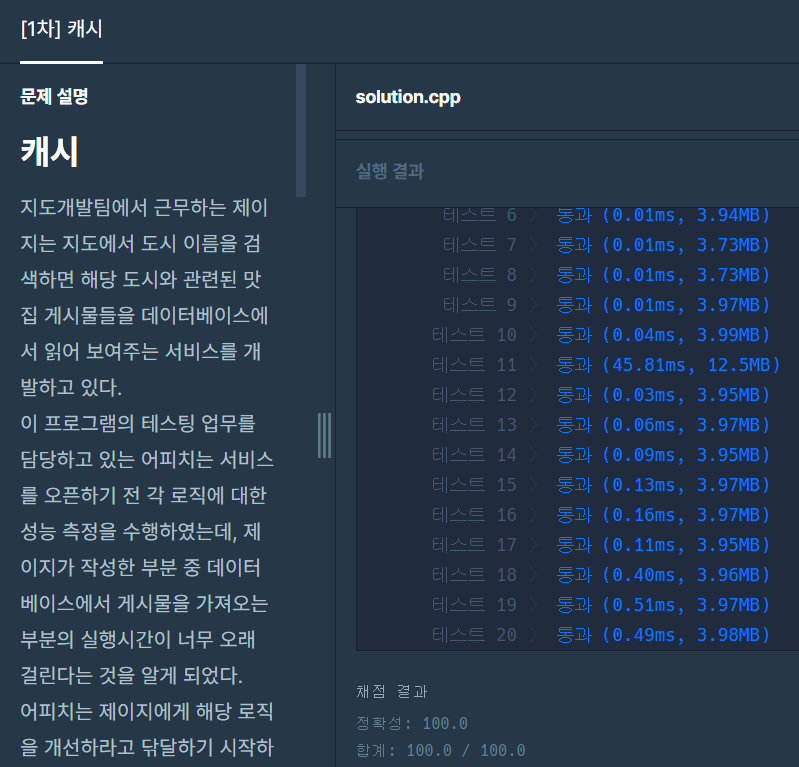 [1차] 캐시
문제 설명
캐시
지도개발팀에서 근무하는 제이
지는 지도에서 도시 이름을 검
색하면 해당 도시와 관련된 맛
집 게시물들을 데이터베이스에
서 읽어 보여주는 서비스를 개
발하고 있다.
이 프로그램의 테스팅 업무를
담당하고 있는 어피치는 서비스
를 오픈하기 전 각 로직에 대한
성능 측정을 수행하였는데, 제
이지가 작성한 부분 중 데이터
베이스에서 게시물을 가져오는
부분의 실행시간이 너무 오래
걸린다는 것을 알게 되었다.
어피치는 제이지에게 해당 로직
을 개선하라고 닦달하기 시작하
solution.cpp
실행 결과
테스트 6 〉 통과 (0.01ms, 3.94MB)
테스트 7 〉 통과 (0.01ms, 3.73MB)
테스트 8 〉 통과 (0.01ms, 3.73MB)
테스트 9 〉 통과 (0.01ms, 3.97MB)
테스트 10 〉 통과 (0.04ms, 3.99MB)
테스트 11 〉 통과 (45.81ms, 12.5MB)
테스트 12 〉 통과 (0.03ms, 3.95MB)
테스트 13 〉 통과 (0.06ms, 3.97MB)
테스트 14 〉 통과 (0.09ms, 3.95MB)
테스트 15 〉 통과 (0.13ms, 3.97MB)
테스트 16 〉 통과 (0.16ms, 3.97MB)
테스트 17 〉 통과 (0.11ms, 3.95MB)
테스트 18 〉 통과 (0.40ms, 3.96MB)
테스트 19 〉 통과 (0.51ms, 3.97MB)
테스트 20 〉 통과 (0.49ms, 3.98MB)
채점 결과
정확성: 100.0
합계: 100.0 / 100.0